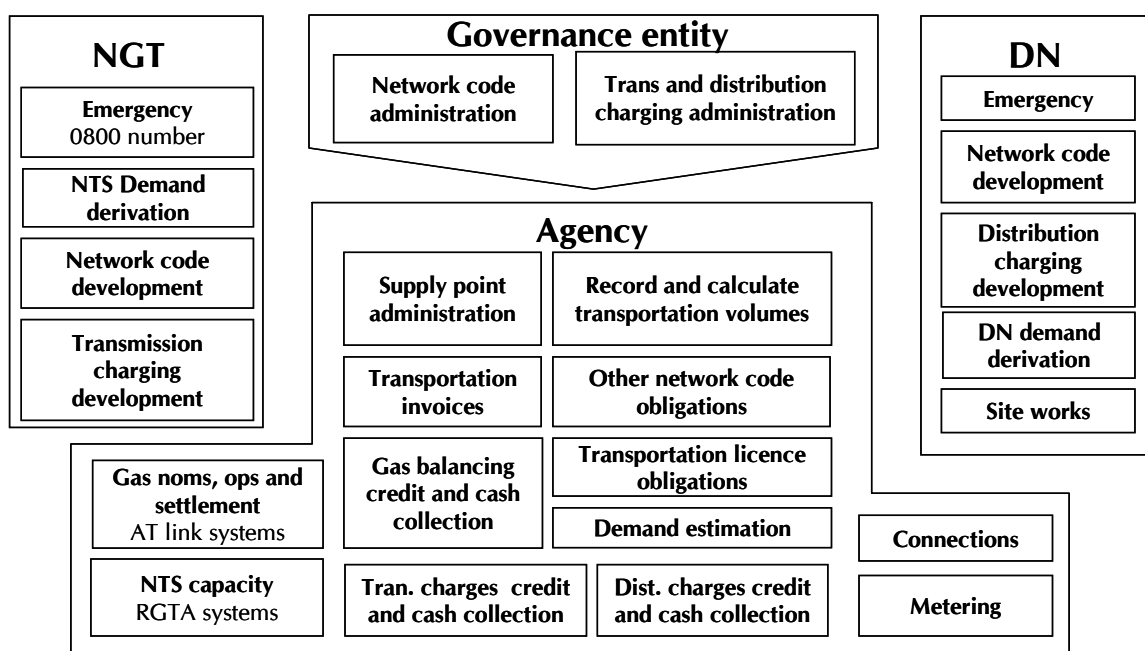 NGT
Emergency
0800 number
NTS Demand
derivation
Network code
development
Transmission
charging
development
Governance entity
Network code
administration
Trans and distribution
charging administration
DN
Emergency
Network code
development
Distribution
charging
development
DN demand
derivation
Site works
Agency
Supply point
administration
Record and calculate
transportation volumes
Transportation
invoices
Other network code
obligations
Gas balancing
credit and cash
collection
Transportation licence
obligations
Demand estimation
Gas noms, ops and
settlement
AT link systems
NTS capacity
RGTA systems
Tran. charges credit
and cash collection
Dist. charges credit
and cash collection
Connections
Metering